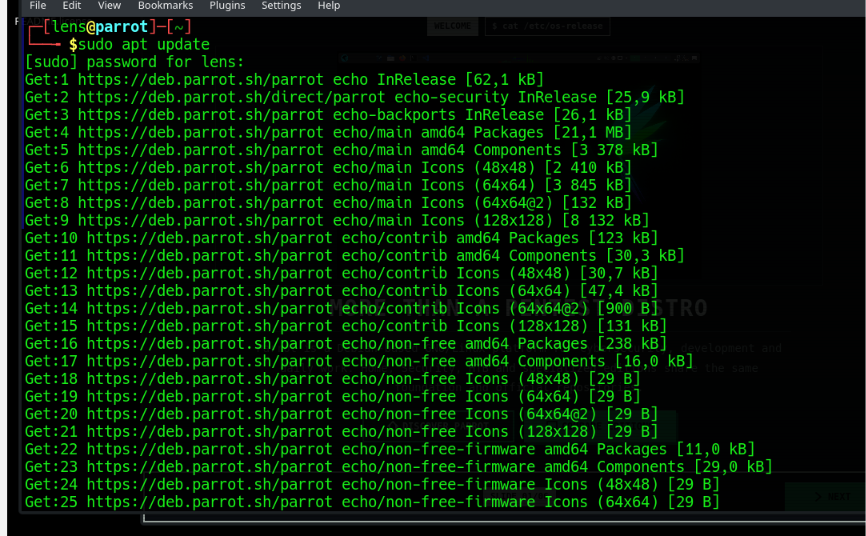 File Edit View Bookmarks Plugins Settings Help
WELCOME $ cat /etc/os-release
┌─[lens@parrot]─[~]
└──╼ $sudo apt update
[sudo] password for lens:
Get:1 https://deb.parrot.sh/parrot echo InRelease [62,1 kB]
Get:2 https://deb.parrot.sh/direct/parrot echo-security InRelease [25,9 kB]
Get:3 https://deb.parrot.sh/parrot echo-backports InRelease [26,1 kB]
Get:4 https://deb.parrot.sh/parrot echo/main amd64 Packages [21,1 MB]
Get:5 https://deb.parrot.sh/parrot echo/main amd64 Components [3 378 kB]
Get:6 https://deb.parrot.sh/parrot echo/main Icons (48x48) [2 410 kB]
Get:7 https://deb.parrot.sh/parrot echo/main Icons (64x64) [3 845 kB]
Get:8 https://deb.parrot.sh/parrot echo/main Icons (64x64@2) [132 kB]
Get:9 https://deb.parrot.sh/parrot echo/main Icons (128x128) [8 132 kB]
Get:10 https://deb.parrot.sh/parrot echo/contrib amd64 Packages [123 kB]
Get:11 https://deb.parrot.sh/parrot echo/contrib amd64 Components [30,3 kB]
Get:12 https://deb.parrot.sh/parrot echo/contrib Icons (48x48) [30,7 kB]
Get:13 https://deb.parrot.sh/parrot echo/contrib Icons (64x64) [47,4 kB]
Get:14 https://deb.parrot.sh/parrot echo/contrib Icons (64x64@2) [900 B]
Get:15 https://deb.parrot.sh/parrot echo/contrib Icons (128x128) [131 kB]
Get:16 https://deb.parrot.sh/parrot echo/non-free amd64 Packages [238 kB]
development and
Get:17 https://deb.parrot.sh/parrot echo/non-free amd64 Components [16,0 kB]
the same
Get:18 https://deb.parrot.sh/parrot echo/non-free Icons (48x48) [29 B]
Get:19 https://deb.parrot.sh/parrot echo/non-free Icons (64x64) [29 B]
Get:20 https://deb.parrot.sh/parrot echo/non-free Icons (64x64@2) [29 B]
Get:21 https://deb.parrot.sh/parrot echo/non-free Icons (128x128) [29 B]
Get:22 https://deb.parrot.sh/parrot echo/non-free-firmware amd64 Packages [11,0 kB]
Get:23 https://deb.parrot.sh/parrot echo/non-free-firmware amd64 Components [29,0 kB]
Get:24 https://deb.parrot.sh/parrot echo/non-free-firmware Icons (48x48) [29 B]
Get:25 https://deb.parrot.sh/parrot echo/non-free-firmware Icons (64x64) [29 B]
> NEXT